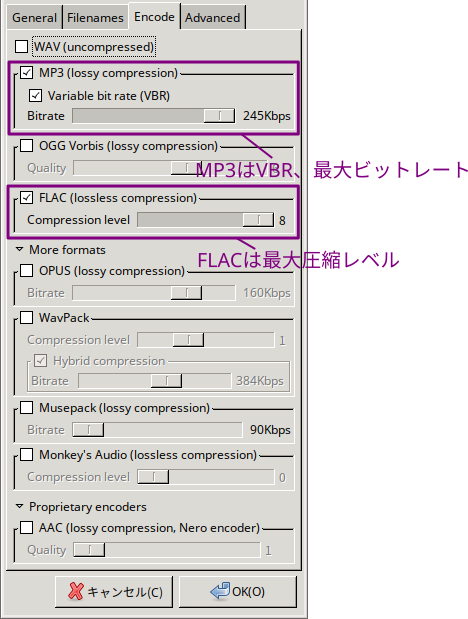 General Filenames Encode Advanced
WAV (uncompressed)
MP3 (lossy compression)
Variable bit rate (VBR)
Bitrate 245Kbps
OGG Vorbis (lossy compression)
Quality
MP3はVBR、最大ビットレート
FLAC (lossless compression)
Compression level 8
More formats
FLACは最大圧縮レベル
OPUS (lossy compression)
Bitrate 160Kbps
WavPack
Compression level 1
Hybrid compression
Bitrate 384Kbps
Musepack (lossy compression)
Bitrate 90Kbps
Monkey's Audio (lossless compression)
Compression level 0
Proprietary encoders
AAC (lossy compression, Nero encoder)
Quality 1
キャンセル(C) OK(O)